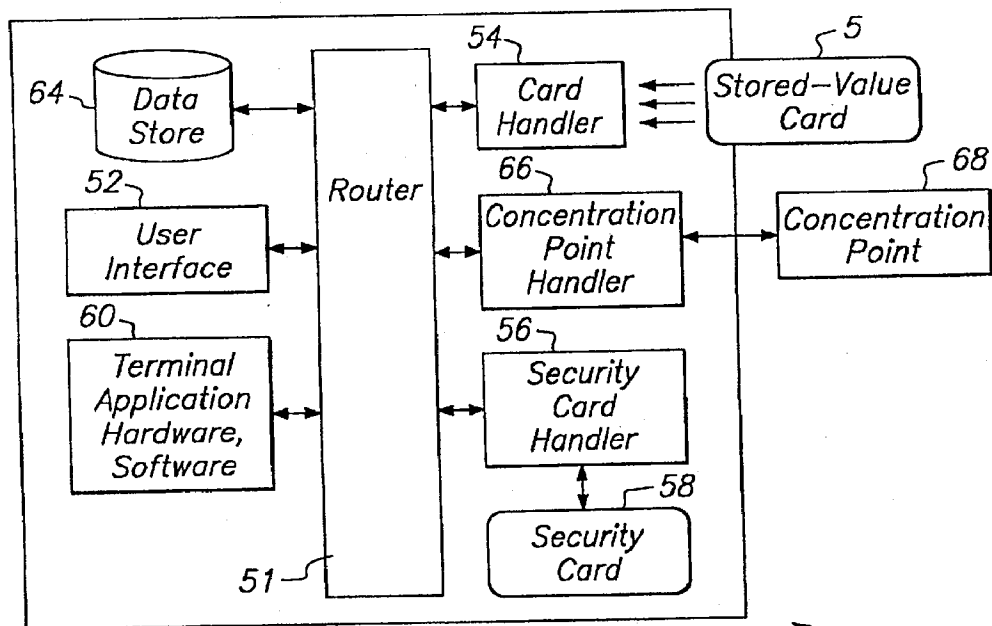 64
Data
Store
52
User
Interface
60
Terminal
Application
Hardware,
Software
Router
51
54
Card
Handler
66
Concentration
Point
Handler
56
Security
Card
Handler
58
Security
Card
5
Stored-Value
Card
68
Concentration
Point